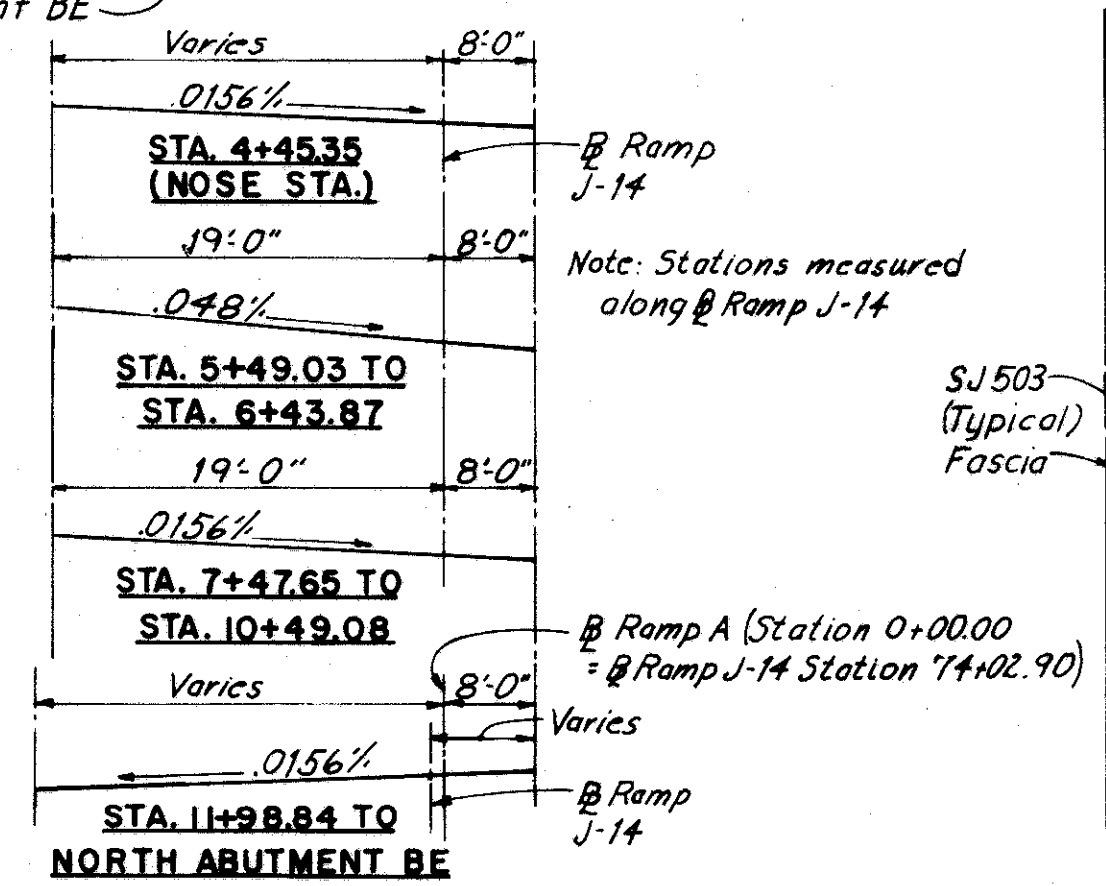 nt BE
Varies 8'-0"
.0156'/.
STA. 4+45.35
(NOSE STA.)
℄ Ramp
J-14
19'-0" 8'-0"
Note: Stations measured
along ℄ Ramp J-14
.048'/.
STA. 5+49.03 TO
STA. 6+43.87
SJ 503
(Typical)
Fascia
19'-0" 8'-0"
.0156'/.
STA. 7+47.65 TO
STA. 10+49.08
℄ Ramp A (Station 0+00.00
= ℄ Ramp J-14 Station 74+02.90)
Varies 8'-0"
Varies
.0156'/.
℄ Ramp
J-14
STA. 11+98.84 TO
NORTH ABUTMENT BE